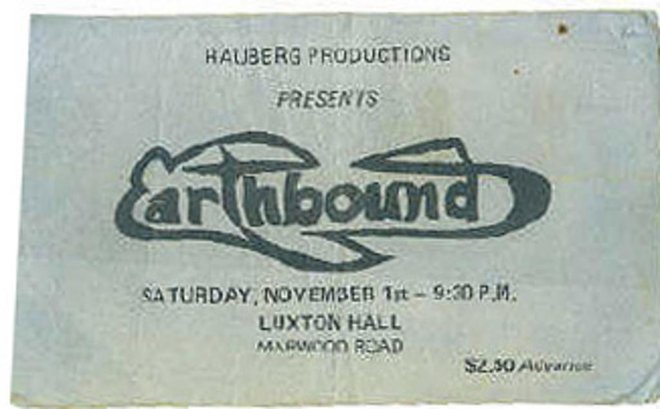 HAUBERG PRODUCTIONS
PRESENTS
Earthbound
SATURDAY, NOVEMBER 1st – 9:30 P.M.
LUXTON HALL
MARWOOD ROAD
$2.50 Advance